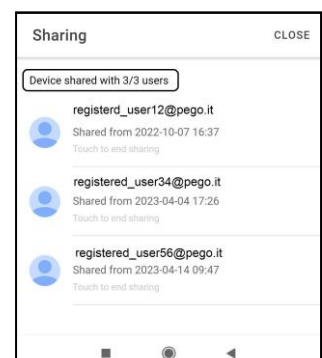 Sharing CLOSE
Device shared with 3/3 users
registerd_user12@pego.it
Shared from 2022-10-07 16:37
Touch to end sharing
registered_user34@pego.it
Shared from 2023-04-04 17:26
Touch to end sharing
registered_user56@pego.it
Shared from 2023-04-14 09:47
Touch to end sharing